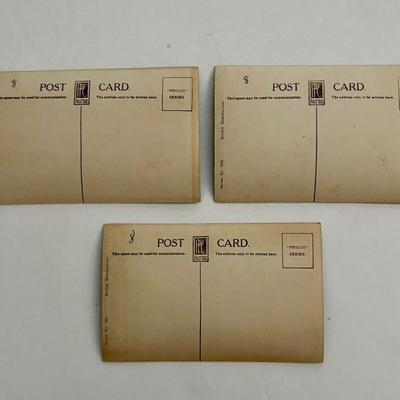 8
POST CARD.
This space may be used for communication. The address only to be written here.
"PHILCO"
SERIES.
8
POST CARD.
This space may be used for communication. The address only to be written here.
British Manufacture.
8
POST CARD.
This space may be used for communication. The address only to be written here.
"PHILCO"
SERIES.
British Manufacture.